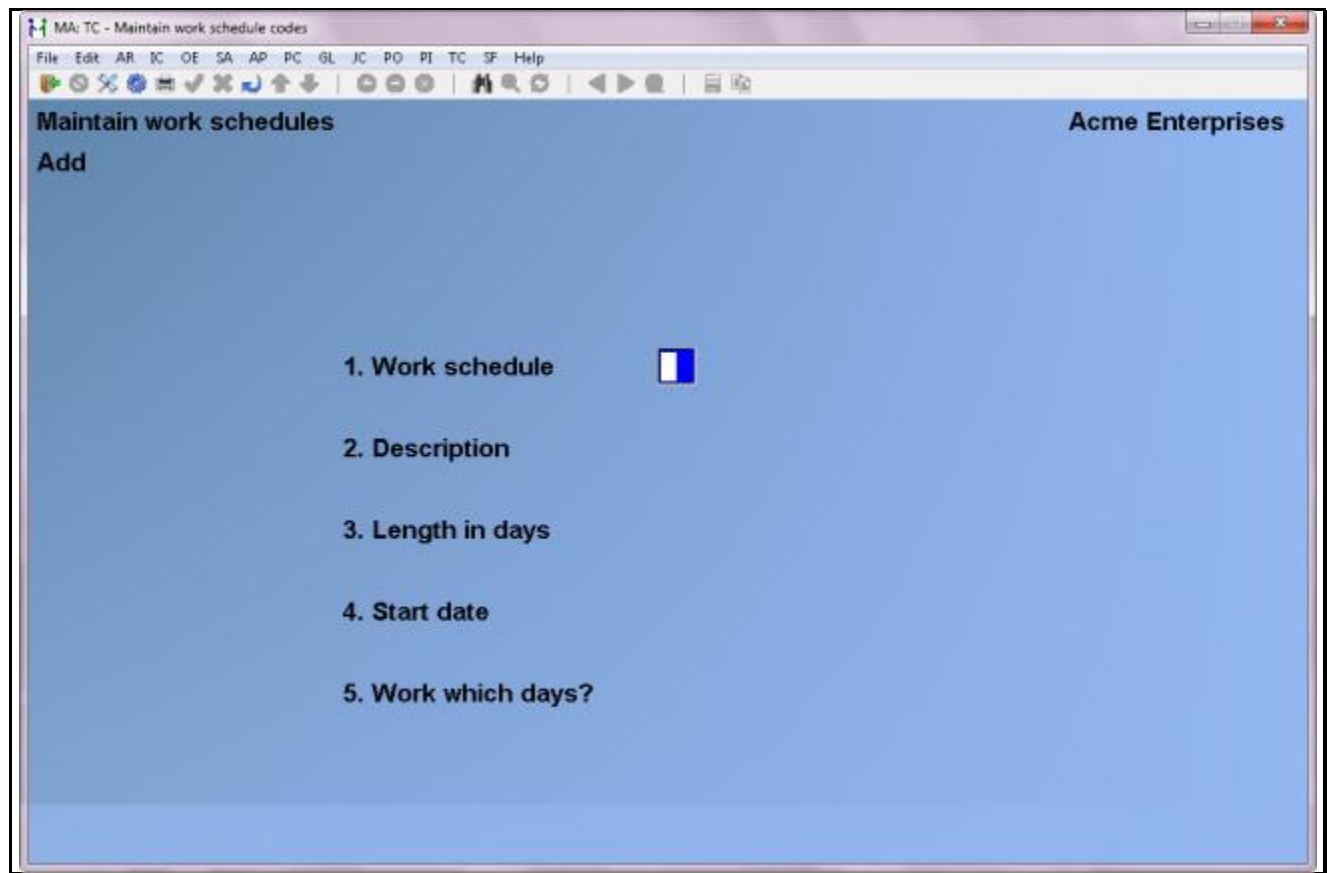 MA: TC - Maintain work schedule codes
File Edit AR IC OE SA AP PC GL JC PO PI TC SF Help
Maintain work schedules Acme Enterprises
Add
1. Work schedule
2. Description
3. Length in days
4. Start date
5. Work which days?